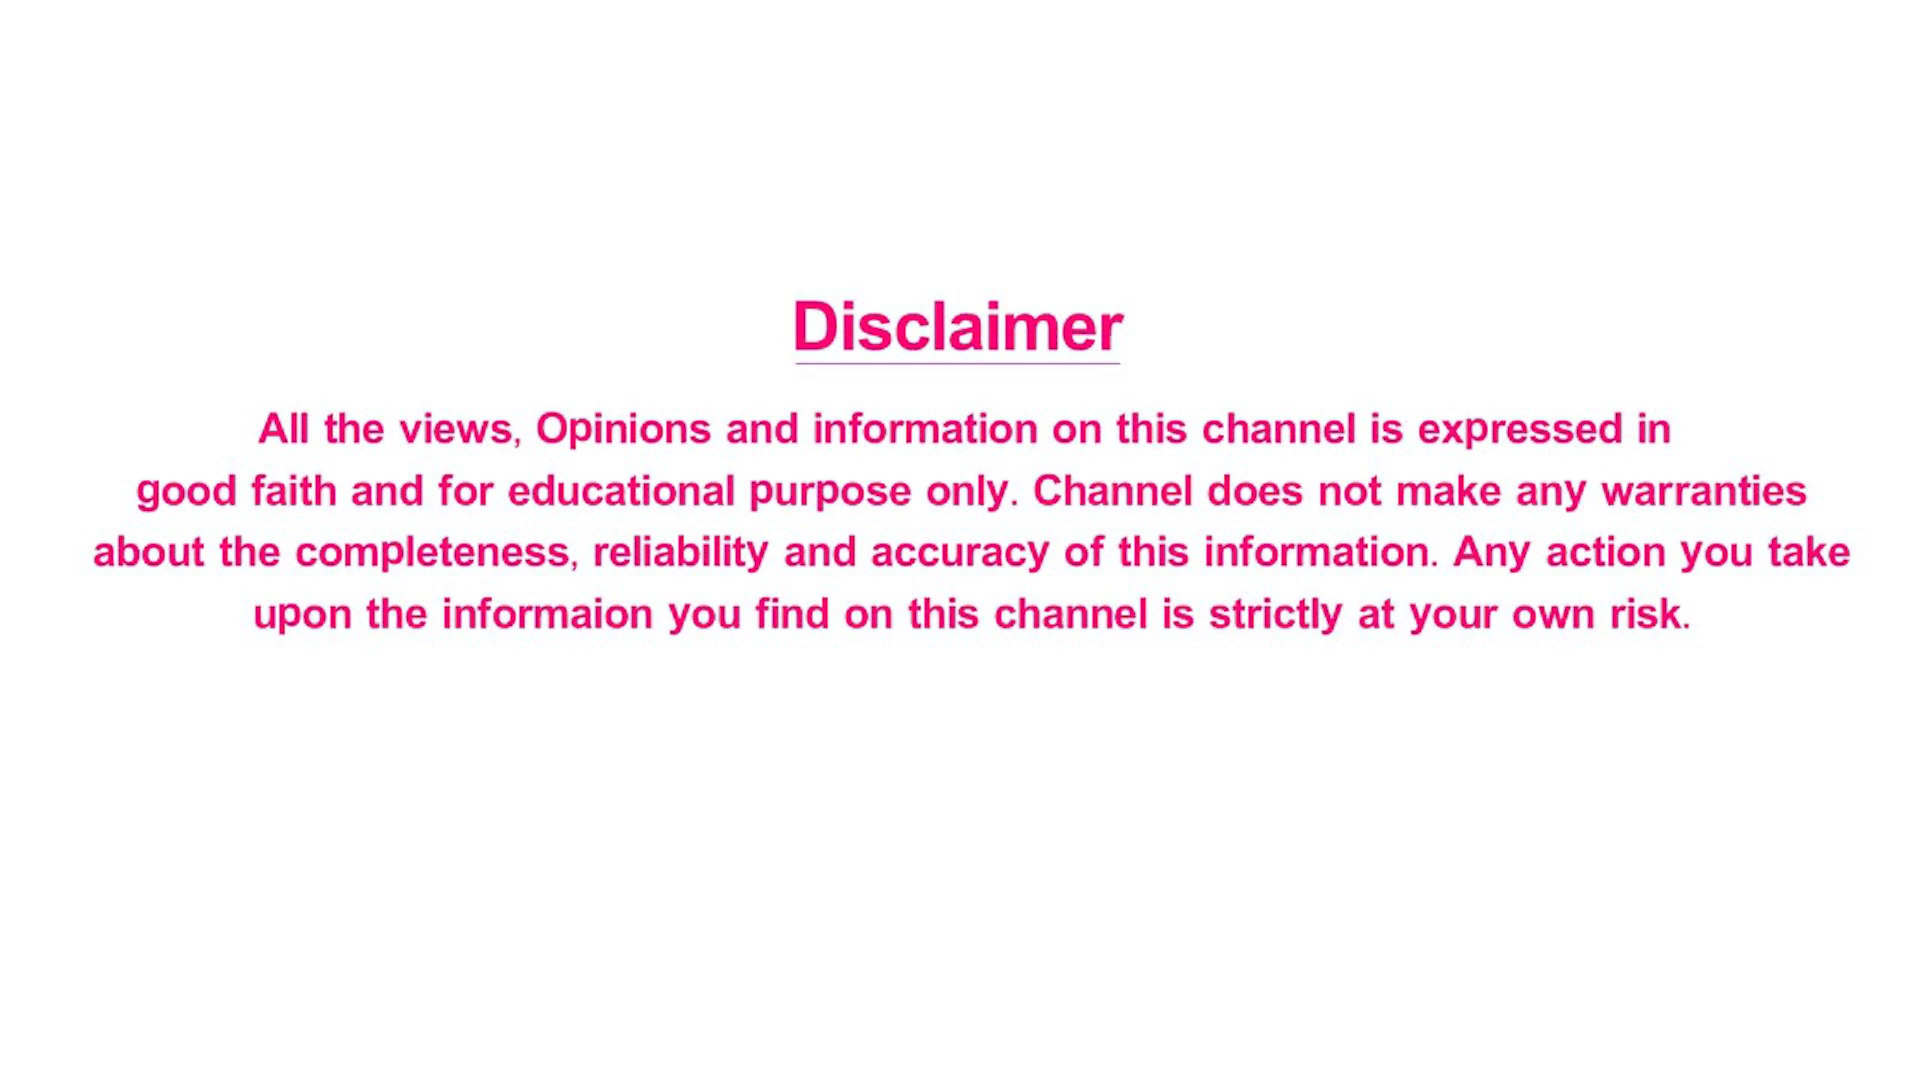 Disclaimer
All the views, Opinions and information on this channel is expressed in
good faith and for educational purpose only. Channel does not make any warranties
about the completeness, reliability and accuracy of this information. Any action you take
upon the informaion you find on this channel is strictly at your own risk.